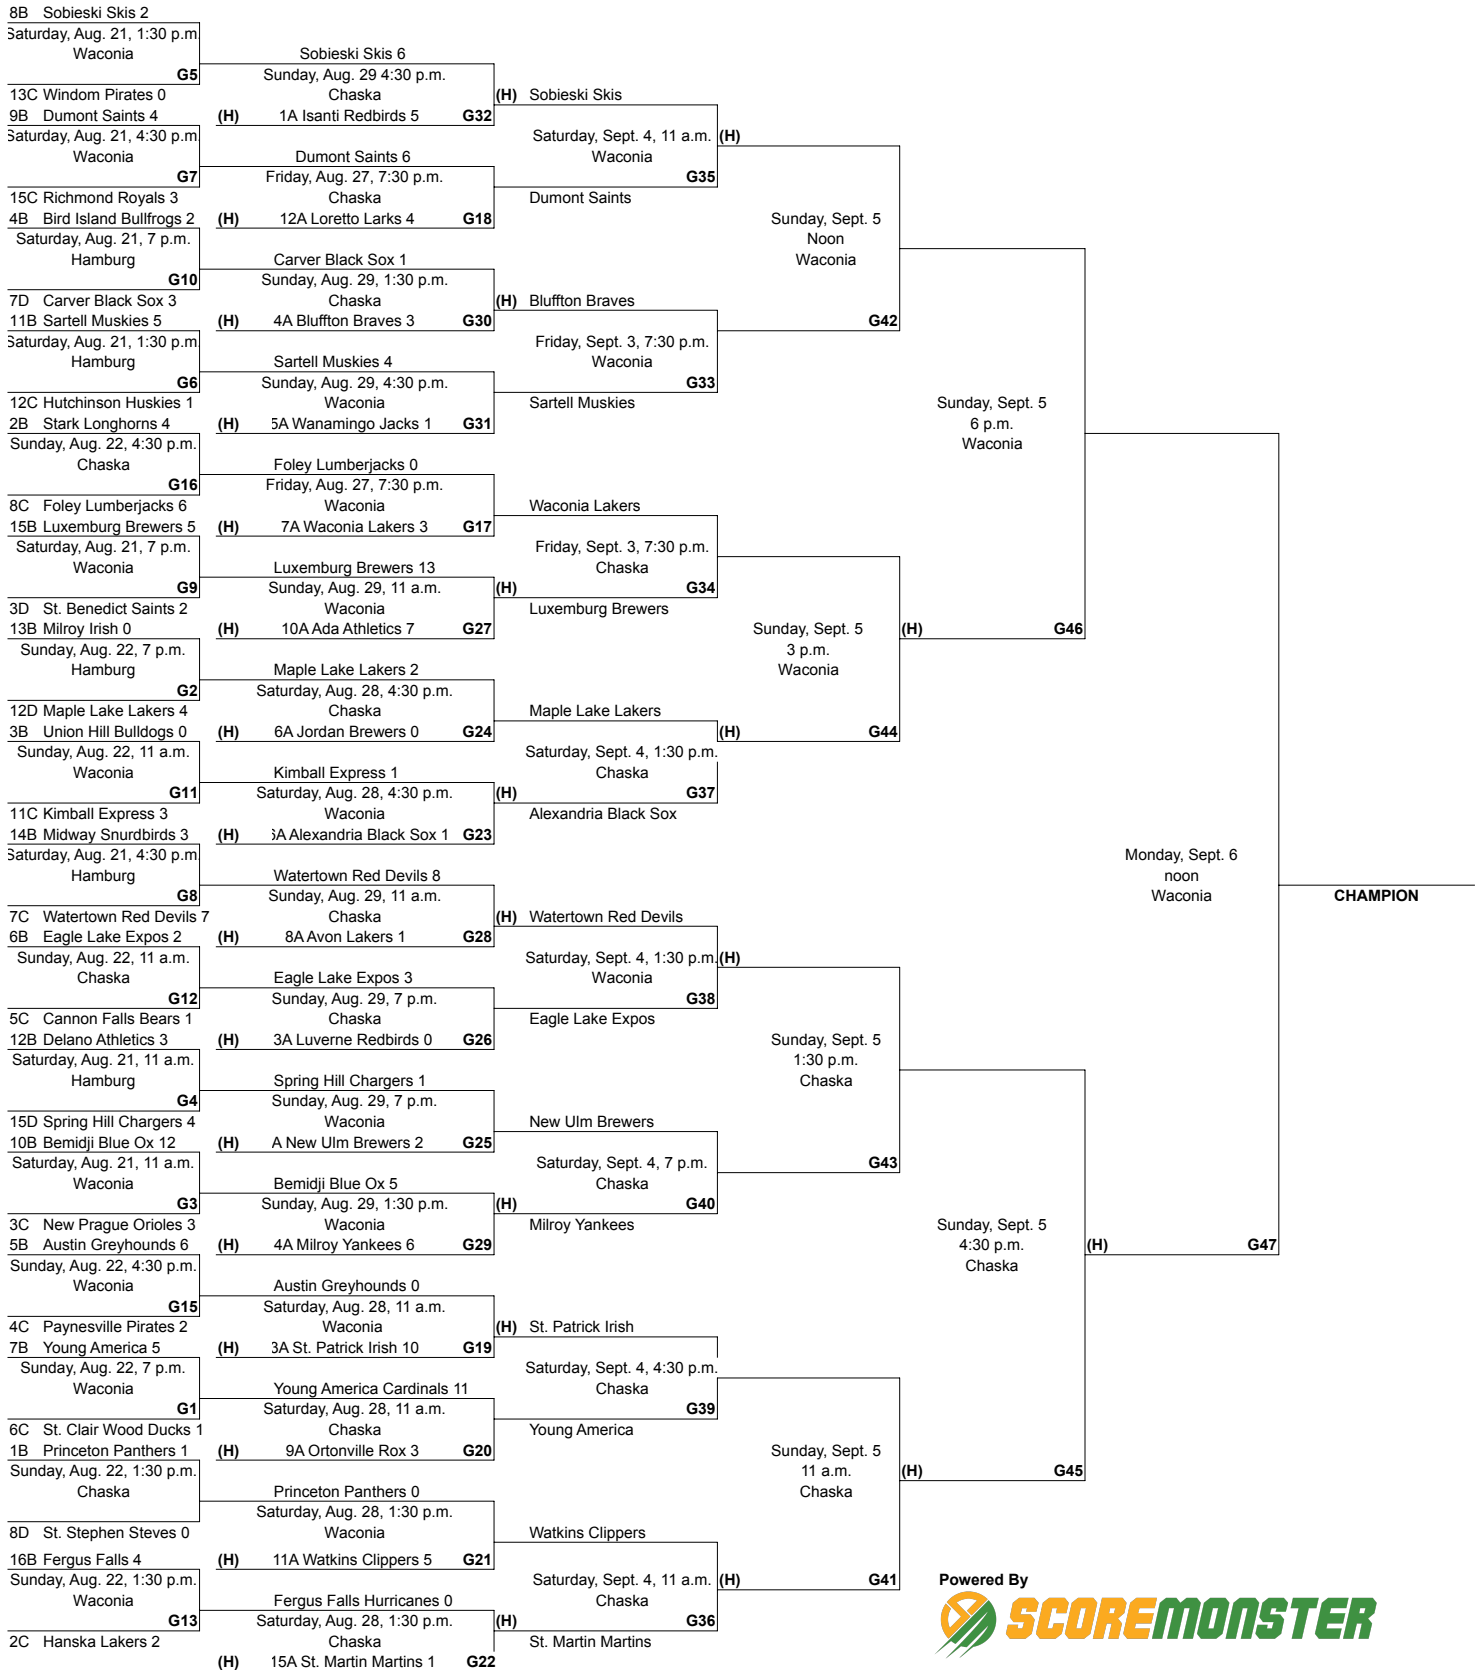 8B Sobieski Skis 2
Saturday, Aug. 21, 1:30 p.m.
Waconia
G5
13C Windom Pirates 0
9B Dumont Saints 4
Saturday, Aug. 21, 4:30 p.m.
Waconia
G7
15C Richmond Royals 3
4B Bird Island Bullfrogs 2
Saturday, Aug. 21, 7 p.m.
Hamburg
G10
7D Carver Black Sox 3
11B Sartell Muskies 5
Saturday, Aug. 21, 1:30 p.m.
Hamburg
G6
12C Hutchinson Huskies 1
2B Stark Longhorns 4
Sunday, Aug. 22, 4:30 p.m.
Chaska
G16
8C Foley Lumberjacks 6
15B Luxemburg Brewers 5
Saturday, Aug. 21, 7 p.m.
Waconia
G9
3D St. Benedict Saints 2
13B Milroy Irish 0
Sunday, Aug. 22, 7 p.m.
Hamburg
G2
12D Maple Lake Lakers 4
3B Union Hill Bulldogs 0
Sunday, Aug. 22, 11 a.m.
Waconia
G11
11C Kimball Express 3
14B Midway Snurdbirds 3
Saturday, Aug. 21, 4:30 p.m.
Hamburg
G8
7C Watertown Red Devils 7
6B Eagle Lake Expos 2
Sunday, Aug. 22, 11 a.m.
Chaska
G12
5C Cannon Falls Bears 1
12B Delano Athletics 3
Saturday, Aug. 21, 11 a.m.
Hamburg
G4
15D Spring Hill Chargers 4
10B Bemidji Blue Ox 12
Saturday, Aug. 21, 11 a.m.
Waconia
G3
3C New Prague Orioles 3
5B Austin Greyhounds 6
Sunday, Aug. 22, 4:30 p.m.
Waconia
G15
4C Paynesville Pirates 2
7B Young America 5
Sunday, Aug. 22, 7 p.m.
Waconia
G1
6C St. Clair Wood Ducks 1
1B Princeton Panthers 1
Sunday, Aug. 22, 1:30 p.m.
Chaska
8D St. Stephen Steves 0
16B Fergus Falls 4
Sunday, Aug. 22, 1:30 p.m.
Waconia
G13
2C Hanska Lakers 2
Sobieski Skis 6
Sunday, Aug. 29 4:30 p.m.
Chaska
(H) 1A Isanti Redbirds 5 G32
Dumont Saints 6
Friday, Aug. 27, 7:30 p.m.
Chaska
(H) 12A Loretto Larks 4 G18
Carver Black Sox 1
Sunday, Aug. 29, 1:30 p.m.
Chaska
(H) 4A Bluffton Braves 3 G30
Sartell Muskies 4
Sunday, Aug. 29, 4:30 p.m.
Waconia
(H) 5A Wanamingo Jacks 1 G31
Foley Lumberjacks 0
Friday, Aug. 27, 7:30 p.m.
Waconia
(H) 7A Waconia Lakers 3 G17
Luxemburg Brewers 13
Sunday, Aug. 29, 11 a.m.
Waconia
(H) 10A Ada Athletics 7 G27
Maple Lake Lakers 2
Saturday, Aug. 28, 4:30 p.m.
Chaska
(H) 6A Jordan Brewers 0 G24
Kimball Express 1
Saturday, Aug. 28, 4:30 p.m.
Waconia
(H) Alexandria Black Sox 1 G23
Watertown Red Devils 8
Sunday, Aug. 29, 11 a.m.
Chaska
(H) 8A Avon Lakers 1 G28
Eagle Lake Expos 3
Sunday, Aug. 29, 7 p.m.
Chaska
(H) 3A Luverne Redbirds 0 G26
Spring Hill Chargers 1
Sunday, Aug. 29, 7 p.m.
Waconia
(H) A New Ulm Brewers 2 G25
Bemidji Blue Ox 5
Sunday, Aug. 29, 1:30 p.m.
Waconia
(H) 4A Milroy Yankees 6 G29
Austin Greyhounds 0
Saturday, Aug. 28, 11 a.m.
Waconia
(H) 3A St. Patrick Irish 10 G19
Young America Cardinals 11
Saturday, Aug. 28, 11 a.m.
Chaska
(H) 9A Ortonville Rox 3 G20
Princeton Panthers 0
Saturday, Aug. 28, 1:30 p.m.
Waconia
(H) 11A Watkins Clippers 5 G21
Fergus Falls Hurricanes 0
Saturday, Aug. 28, 1:30 p.m.
Chaska
(H) 15A St. Martin Martins 1 G22
(H) Sobieski Skis
Saturday, Sept. 4, 11 a.m.
Waconia
G35
Dumont Saints
(H) Bluffton Braves
Friday, Sept. 3, 7:30 p.m.
Waconia
G33
Sartell Muskies
Waconia Lakers
Friday, Sept. 3, 7:30 p.m.
Chaska
(H) G34
Luxemburg Brewers
Maple Lake Lakers
Saturday, Sept. 4, 1:30 p.m.
Chaska
(H) G37
Alexandria Black Sox
(H) Watertown Red Devils
Saturday, Sept. 4, 1:30 p.m.
Waconia
G38
Eagle Lake Expos
New Ulm Brewers
Saturday, Sept. 4, 7 p.m.
Chaska
(H) G40
Milroy Yankees
(H) St. Patrick Irish
Saturday, Sept. 4, 4:30 p.m.
Chaska
G39
Young America
Watkins Clippers
Saturday, Sept. 4, 11 a.m.
Chaska
(H) G36
St. Martin Martins
(H)
Sunday, Sept. 5
Noon
Waconia
G42
Sunday, Sept. 5
3 p.m.
Waconia
(H) G44
(H)
Sunday, Sept. 5
1:30 p.m.
Chaska
G43
Sunday, Sept. 5
11 a.m.
Chaska
(H) G41
Sunday, Sept. 5
6 p.m.
Waconia
(H) G46
Sunday, Sept. 5
4:30 p.m.
Chaska
(H) G45
Monday, Sept. 6
noon
Waconia
(H) G47
CHAMPION
Powered By
SCOREMONSTER